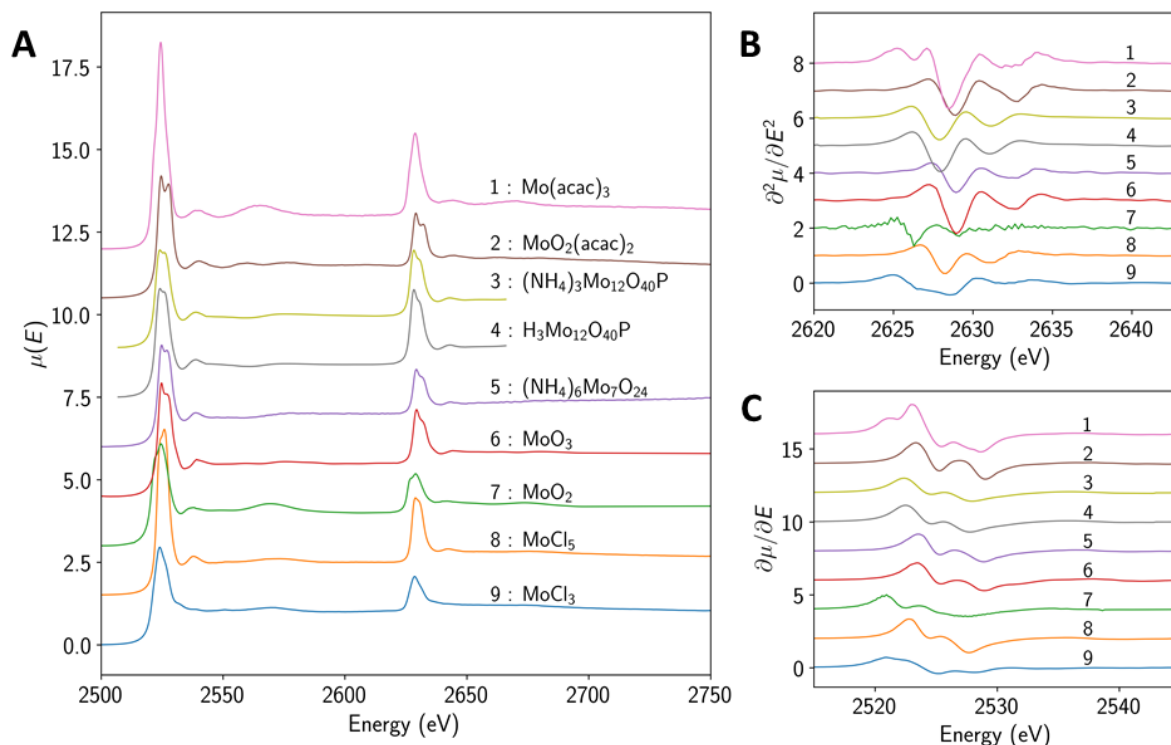 A
μ(E)
17.5
15.0
12.5
10.0
7.5
5.0
2.5
0.0
1 : Mo(acac)₃
2 : MoO₂(acac)₂
3 : (NH₄)₃Mo₁₂O₄₀P
4 : H₃Mo₁₂O₄₀P
5 : (NH₄)₆Mo₇O₂₄
6 : MoO₃
7 : MoO₂
8 : MoCl₅
9 : MoCl₃
2500 2550 2600 2650 2700 2750
Energy (eV)
B
∂²μ/∂E²
8
6
4
2
0
1
2
3
4
5
6
7
8
9
2620 2625 2630 2635 2640
Energy (eV)
C
∂μ/∂E
15
10
5
0
1
2
3
4
5
6
7
8
9
2520 2530 2540
Energy (eV)